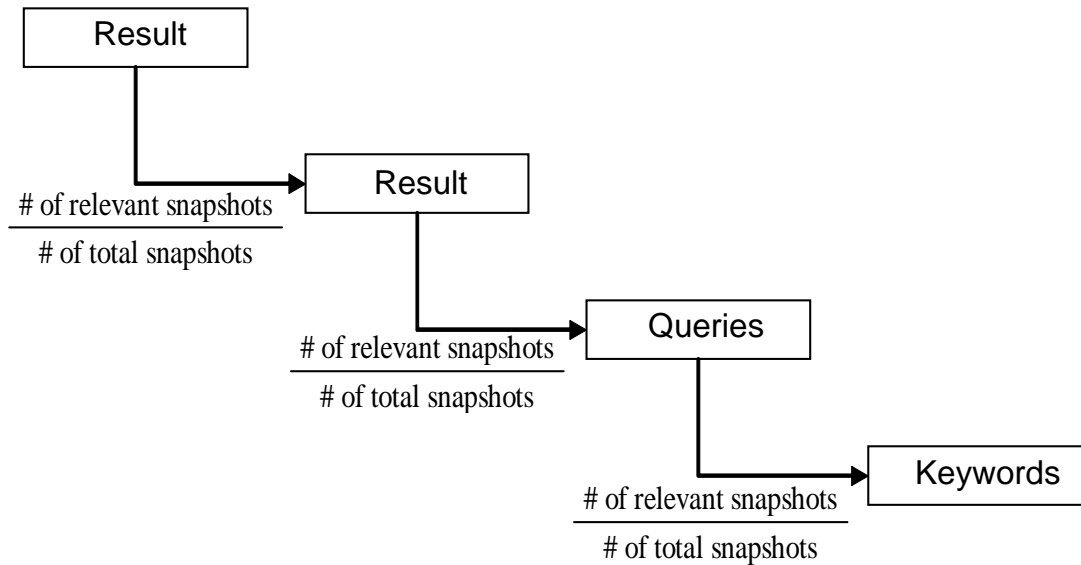 Result
Result
# of relevant snapshots
# of total snapshots
Queries
# of relevant snapshots
# of total snapshots
Keywords
# of relevant snapshots
# of total snapshots